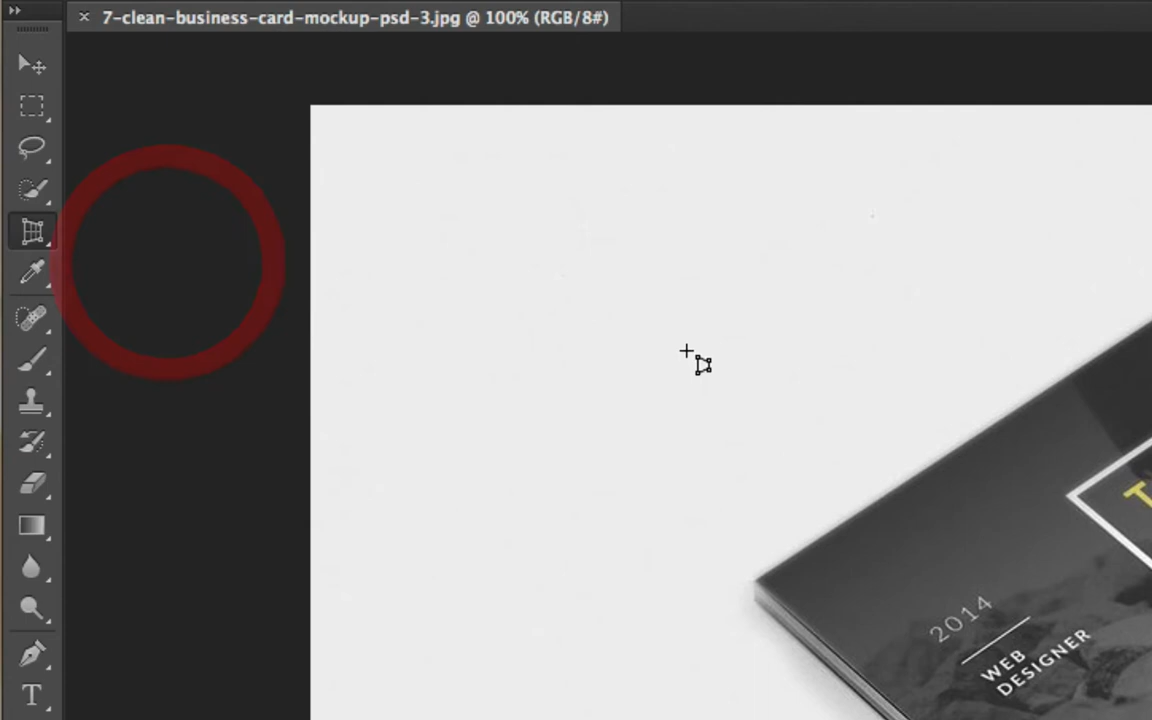 7-clean-business-card-mockup-psd-3.jpg @ 100% (RGB/8#)
T
2014
WEB
DESIGNER
T